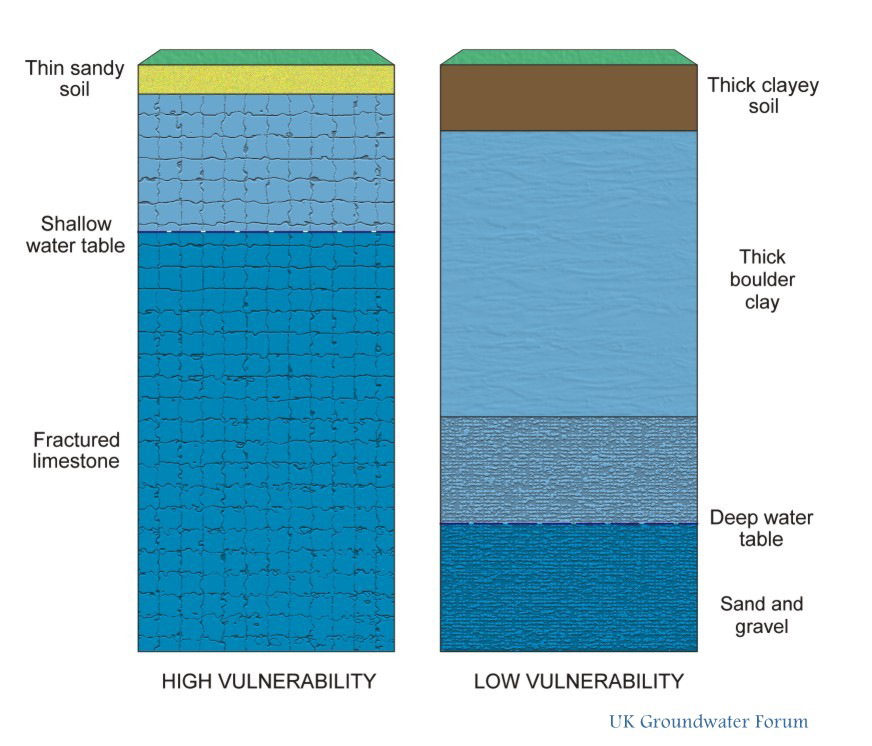 Thin sandy
soil
Shallow
water table
Fractured
limestone
HIGH VULNERABILITY
Thick clayey
soil
Thick
boulder
clay
Deep water
table
Sand and
gravel
LOW VULNERABILITY
UK Groundwater Forum